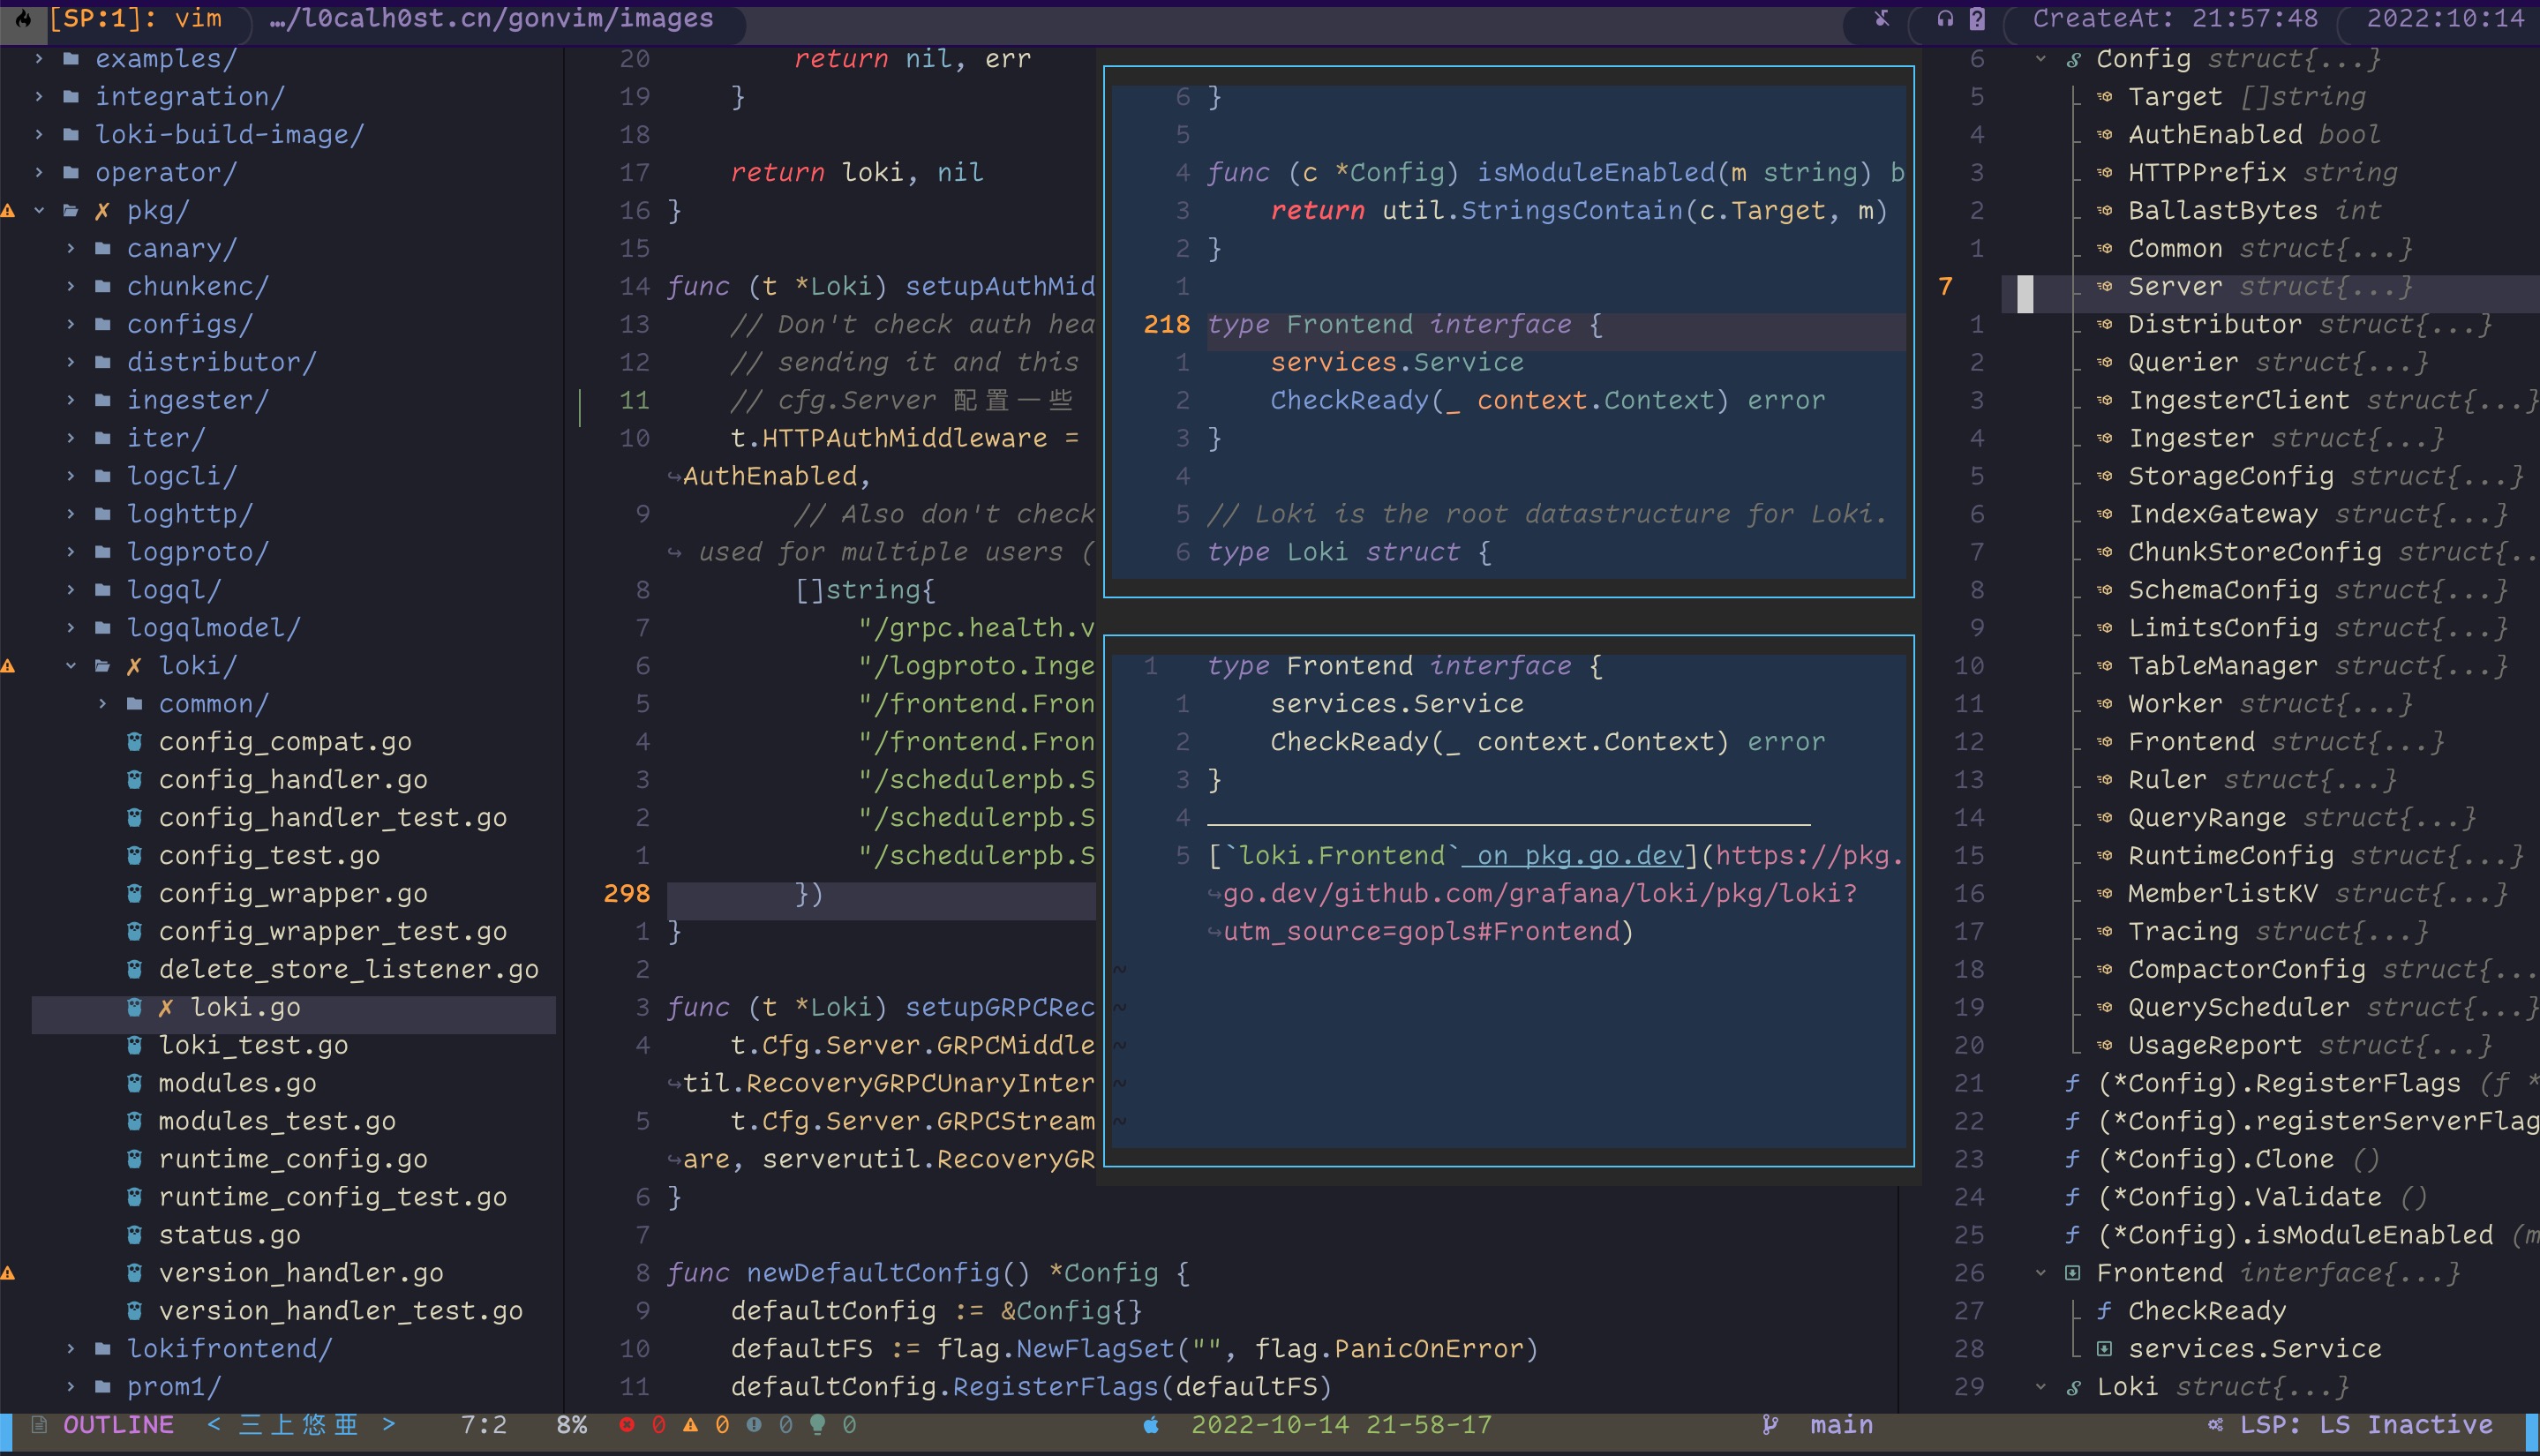 [SP:1]: vim …/l0calh0st.cn/gonvim/images CreateAt: 21:57:48 2022:10:14
examples/
integration/
loki-build-image/
operator/
✗ pkg/
canary/
chunkenc/
configs/
distributor/
ingester/
iter/
logcli/
loghttp/
logproto/
logql/
logqlmodel/
✗ loki/
common/
config_compat.go
config_handler.go
config_handler_test.go
config_test.go
config_wrapper.go
config_wrapper_test.go
delete_store_listener.go
✗ loki.go
loki_test.go
modules.go
modules_test.go
runtime_config.go
runtime_config_test.go
status.go
version_handler.go
version_handler_test.go
lokifrontend/
prom1/
20 return nil, err
19 }
18
17 return loki, nil
16 }
15
14 func (t *Loki) setupAuthMid
13 // Don't check auth hea
12 // sending it and this
11 // cfg.Server 配置一些
10 t.HTTPAuthMiddleware =
↪AuthEnabled,
9 // Also don't check
↪ used for multiple users (
8 []string{
7 "/grpc.health.v
6 "/logproto.Inge
5 "/frontend.Fron
4 "/frontend.Fron
3 "/schedulerpb.S
2 "/schedulerpb.S
1 "/schedulerpb.S
298 })
1 }
2
3 func (t *Loki) setupGRPCRec
4 t.Cfg.Server.GRPCMiddle
↪til.RecoveryGRPCUnaryInter
5 t.Cfg.Server.GRPCStream
↪are, serverutil.RecoveryGR
6 }
7
8 func newDefaultConfig() *Config {
9 defaultConfig := &Config{}
10 defaultFS := flag.NewFlagSet("", flag.PanicOnError)
11 defaultConfig.RegisterFlags(defaultFS)
6 }
5
4 func (c *Config) isModuleEnabled(m string) b
3 return util.StringsContain(c.Target, m)
2 }
1
218 type Frontend interface {
1 services.Service
2 CheckReady(_ context.Context) error
3 }
4
5 // Loki is the root datastructure for Loki.
6 type Loki struct {
1 type Frontend interface {
1 services.Service
2 CheckReady(_ context.Context) error
3 }
4
5 [`loki.Frontend` on pkg.go.dev](https://pkg.
↪go.dev/github.com/grafana/loki/pkg/loki?
↪utm_source=gopls#Frontend)
~
~
~
~
~
6 Config struct{...}
5 Target []string
4 AuthEnabled bool
3 HTTPPrefix string
2 BallastBytes int
1 Common struct{...}
7 Server struct{...}
1 Distributor struct{...}
2 Querier struct{...}
3 IngesterClient struct{...}
4 Ingester struct{...}
5 StorageConfig struct{...}
6 IndexGateway struct{...}
7 ChunkStoreConfig struct{..
8 SchemaConfig struct{...}
9 LimitsConfig struct{...}
10 TableManager struct{...}
11 Worker struct{...}
12 Frontend struct{...}
13 Ruler struct{...}
14 QueryRange struct{...}
15 RuntimeConfig struct{...}
16 MemberlistKV struct{...}
17 Tracing struct{...}
18 CompactorConfig struct{...
19 QueryScheduler struct{...}
20 UsageReport struct{...}
21 f (*Config).RegisterFlags (f *
22 f (*Config).registerServerFlag
23 f (*Config).Clone ()
24 f (*Config).Validate ()
25 f (*Config).isModuleEnabled (m
26 Frontend interface{...}
27 f CheckReady
28 services.Service
29 Loki struct{...}
OUTLINE < 三上悠亜 > 7:2 8% 0 0 0 0 2022-10-14 21-58-17 main LSP: LS Inactive